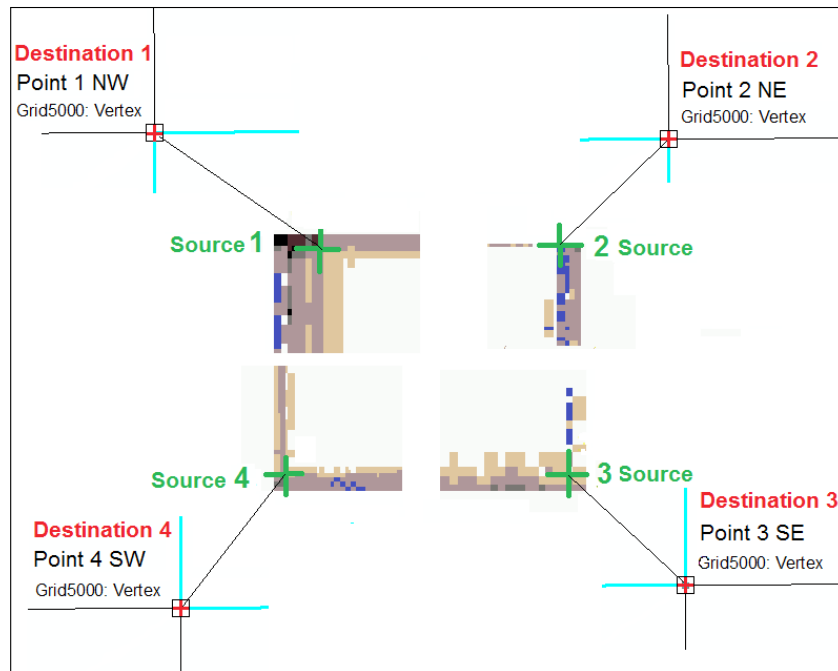 Destination 1
Point 1 NW
Grid5000: Vertex
Destination 2
Point 2 NE
Grid5000: Vertex
Source 1
2 Source
Source 4
3 Source
Destination 4
Point 4 SW
Grid5000: Vertex
Destination 3
Point 3 SE
Grid5000: Vertex